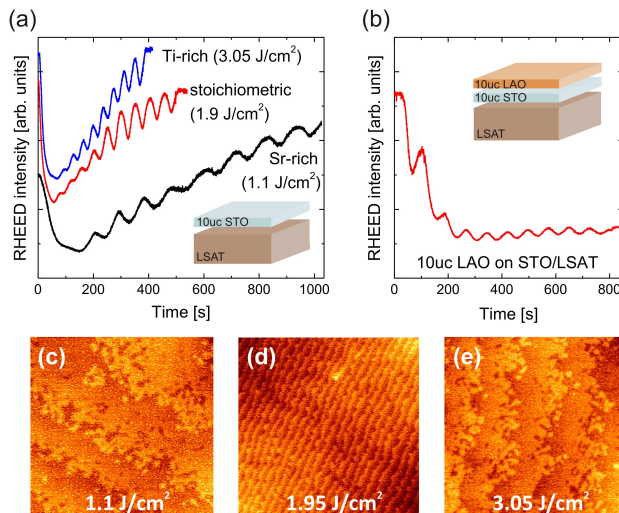 (a)
Ti-rich (3.05 J/cm²)
stoichiometric
(1.9 J/cm²)
Sr-rich
(1.1 J/cm²)
10uc STO
LSAT
RHEED intensity [arb. units]
0 200 400 600 800 1000
Time [s]
(b)
10uc LAO
10uc STO
LSAT
10uc LAO on STO/LSAT
RHEED intensity [arb. units]
0 200 400 600 800
Time [s]
(c)
1.1 J/cm²
(d)
1.95 J/cm²
(e)
3.05 J/cm²